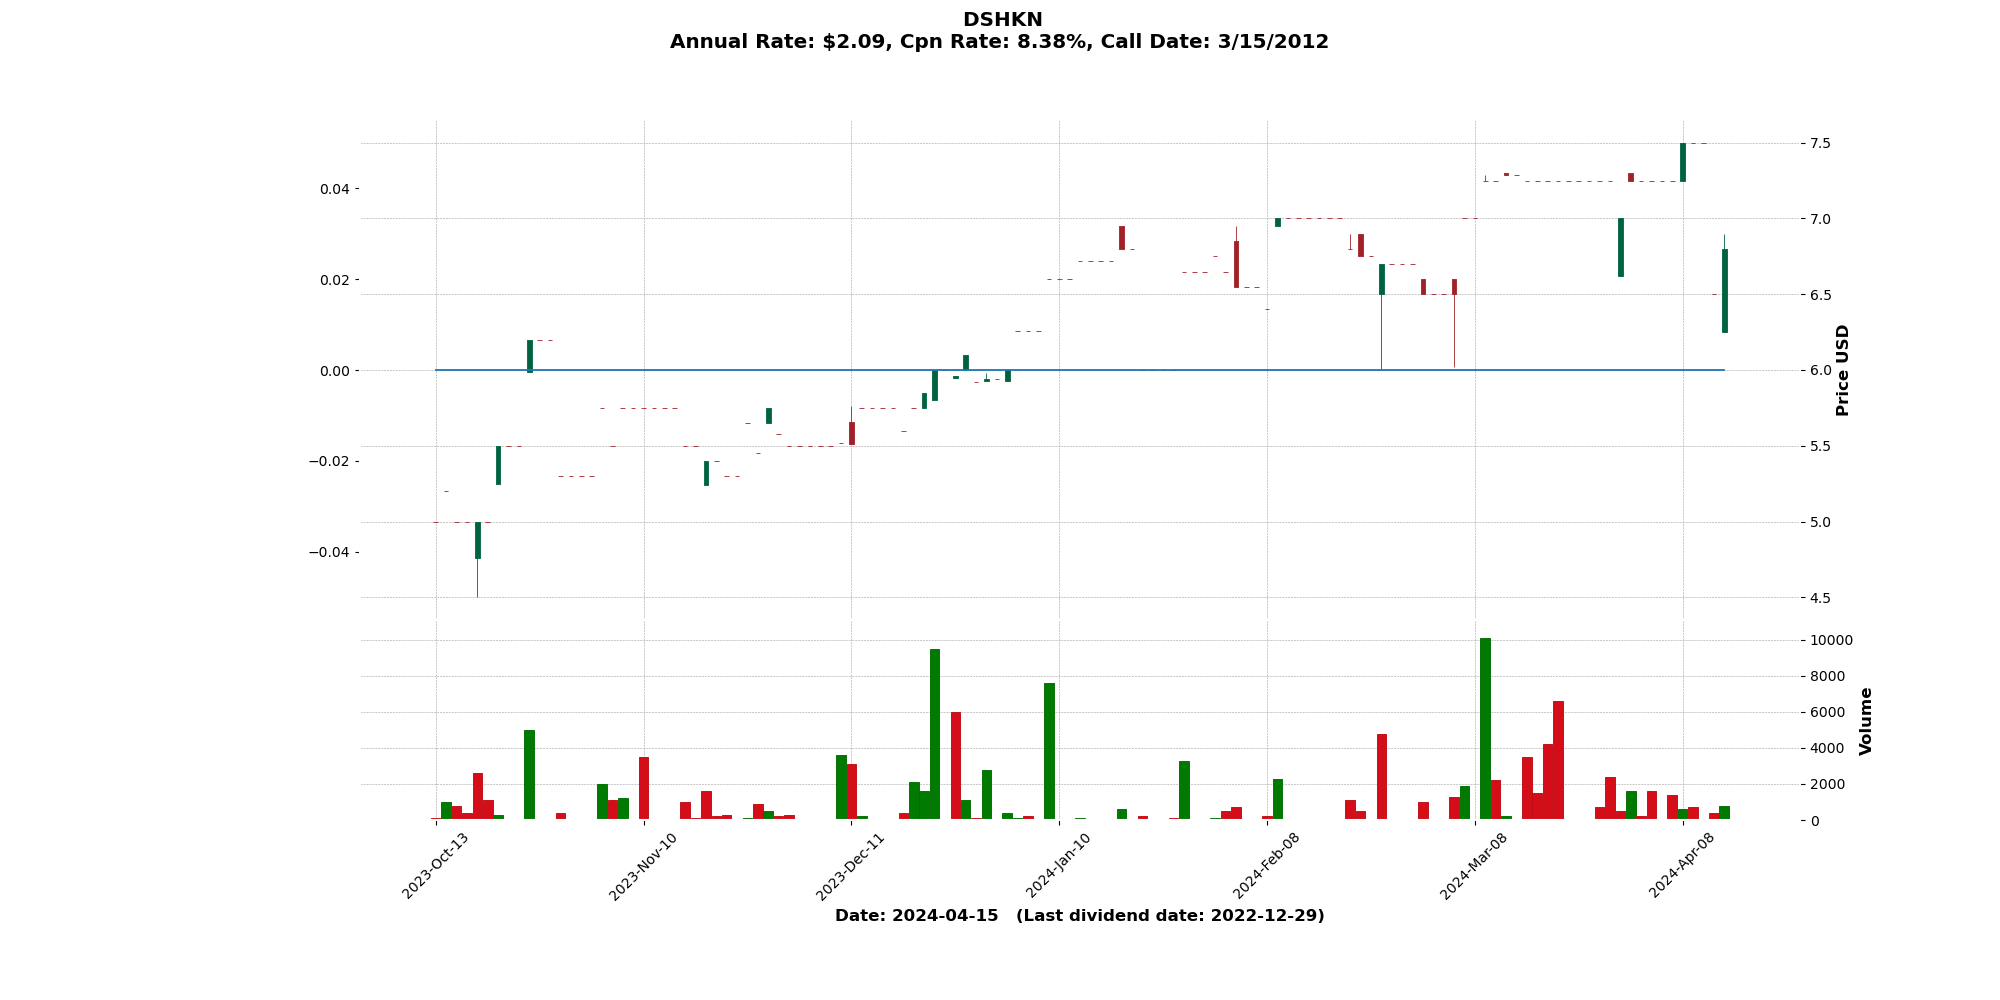 DSHKN
Annual Rate: $2.09, Cpn Rate: 8.38%, Call Date: 3/15/2012
0.04
0.02
0.00
−0.02
−0.04
7.5
7.0
6.5
6.0
5.5
5.0
4.5
Price USD
10000
8000
6000
4000
2000
0
Volume
2023-Oct-13
2023-Nov-10
2023-Dec-11
2024-Jan-10
2024-Feb-08
2024-Mar-08
2024-Apr-08
Date: 2024-04-15 (Last dividend date: 2022-12-29)